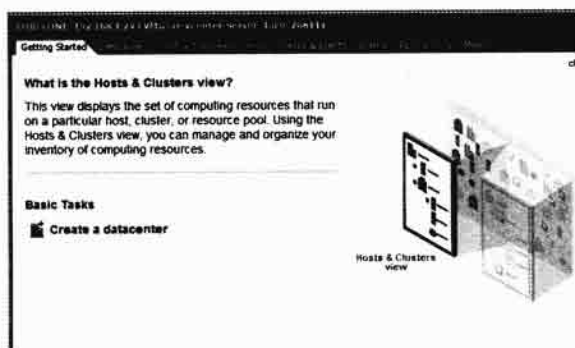 Getting Started
What is the Hosts & Clusters view?
This view displays the set of computing resources that run
on a particular host, cluster, or resource pool. Using the
Hosts & Clusters view, you can manage and organize your
inventory of computing resources.
Basic Tasks
Create a datacenter
Hosts & Clusters
view